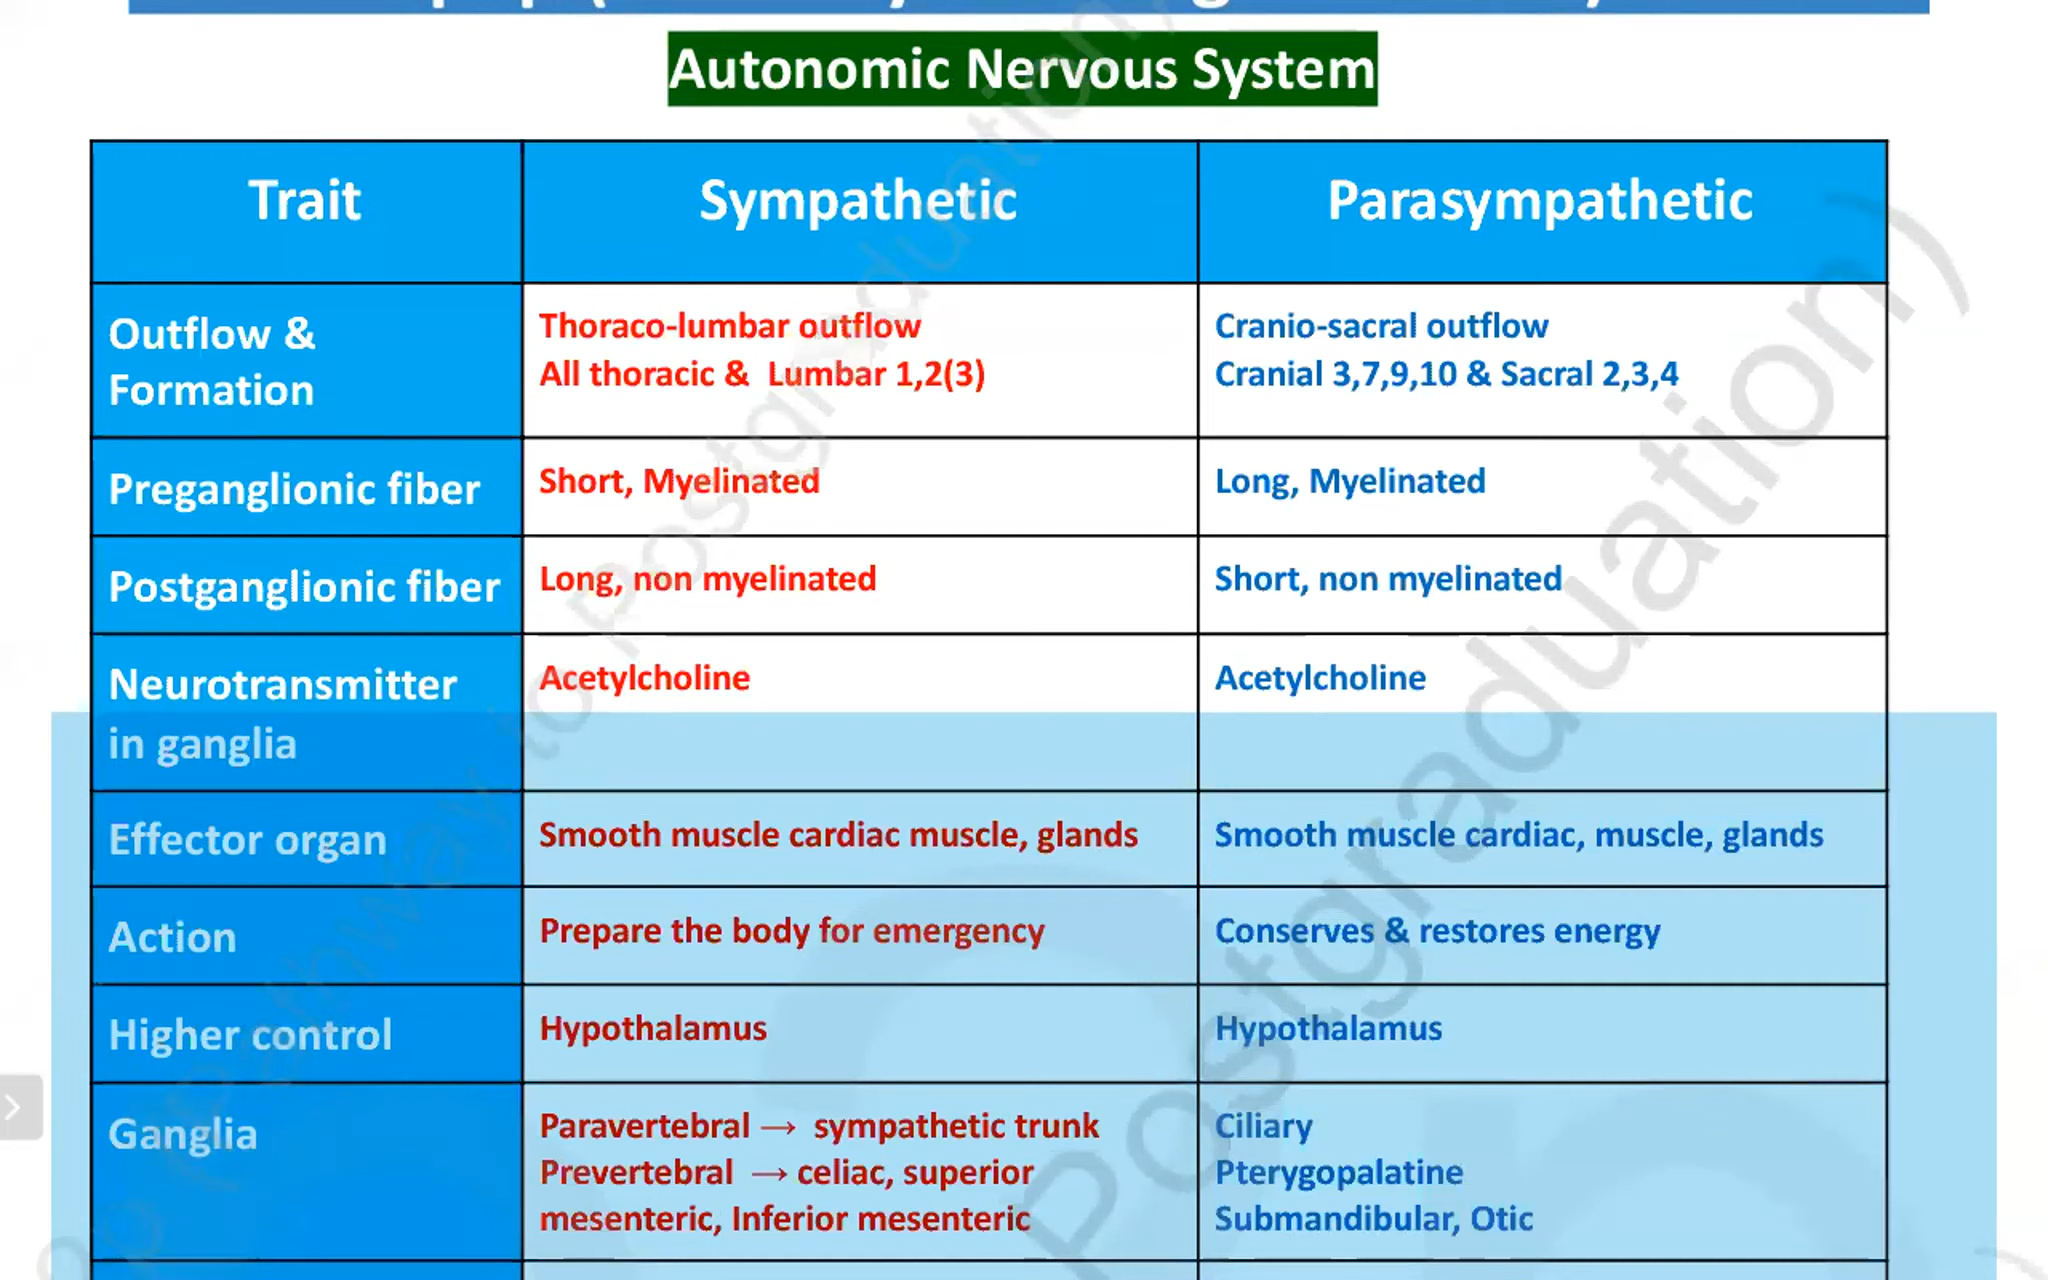 Autonomic Nervous System
Trait
Sympathetic
Parasympathetic
Outflow &
Formation
Thoraco-lumbar outflow
All thoracic & Lumbar 1,2(3)
Cranio-sacral outflow
Cranial 3,7,9,10 & Sacral 2,3,4
Preganglionic fiber
Short, Myelinated
Long, Myelinated
Postganglionic fiber
Long, non myelinated
Short, non myelinated
Neurotransmitter
in ganglia
Acetylcholine
Acetylcholine
Effector organ
Smooth muscle cardiac muscle, glands
Smooth muscle cardiac, muscle, glands
Action
Prepare the body for emergency
Conserves & restores energy
Higher control
Hypothalamus
Hypothalamus
Ganglia
Paravertebral → sympathetic trunk
Prevertebral → celiac, superior
mesenteric, Inferior mesenteric
Ciliary
Pterygopalatine
Submandibular, Otic
(Pathway to Postgraduation)
Postgraduation)